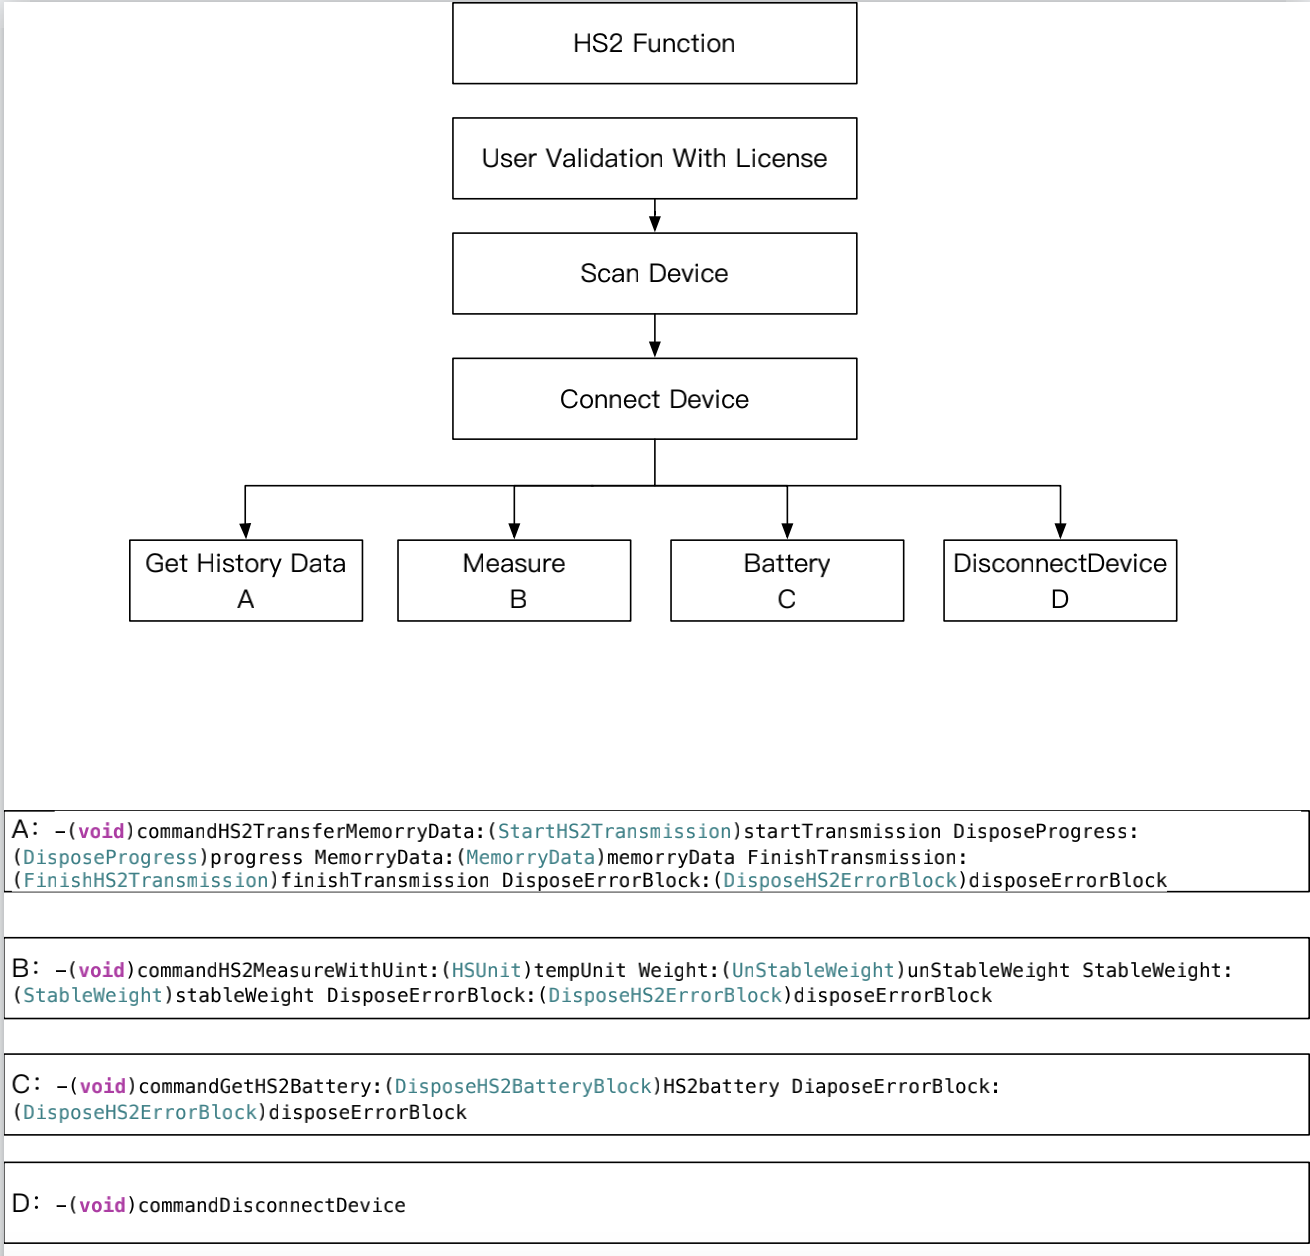 HS2 Function
User Validation With License
Scan Device
Connect Device
Get History Data
A
Measure
B
Battery
C
DisconnectDevice
D
A: -(void)commandHS2TransferMemorryData:(StartHS2Transmission)startTransmission DisposeProgress:
(DisposeProgress)progress MemorryData:(MemorryData)memorryData FinishTransmission:
(FinishHS2Transmission)finishTransmission DisposeErrorBlock:(DisposeHS2ErrorBlock)disposeErrorBlock
B: -(void)commandHS2MeasureWithUint:(HSUnit)tempUnit Weight:(UnStableWeight)unStableWeight StableWeight:
(StableWeight)stableWeight DisposeErrorBlock:(DisposeHS2ErrorBlock)disposeErrorBlock
C: -(void)commandGetHS2Battery:(DisposeHS2BatteryBlock)HS2battery DiaposeErrorBlock:
(DisposeHS2ErrorBlock)disposeErrorBlock
D: -(void)commandDisconnectDevice